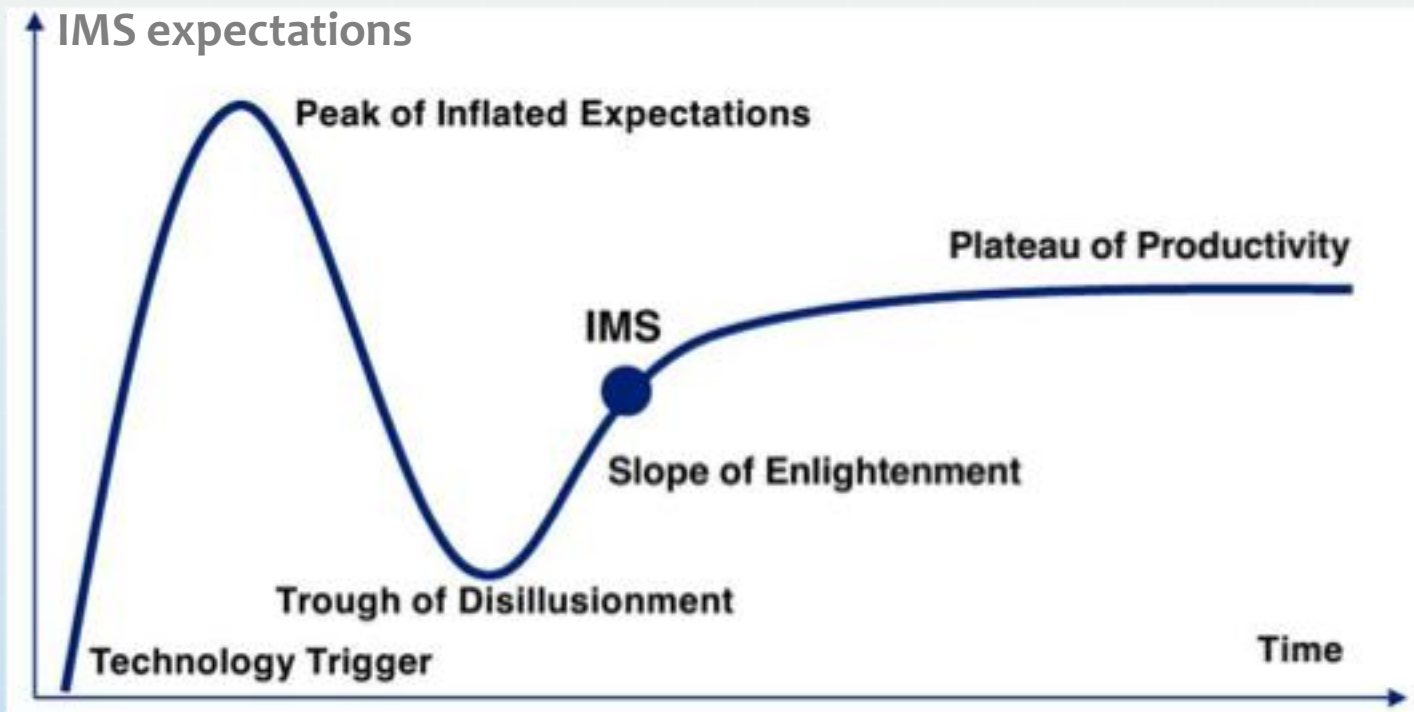 IMS expectations
Peak of Inflated Expectations
Plateau of Productivity
IMS
Slope of Enlightenment
Trough of Disillusionment
Time
Technology Trigger